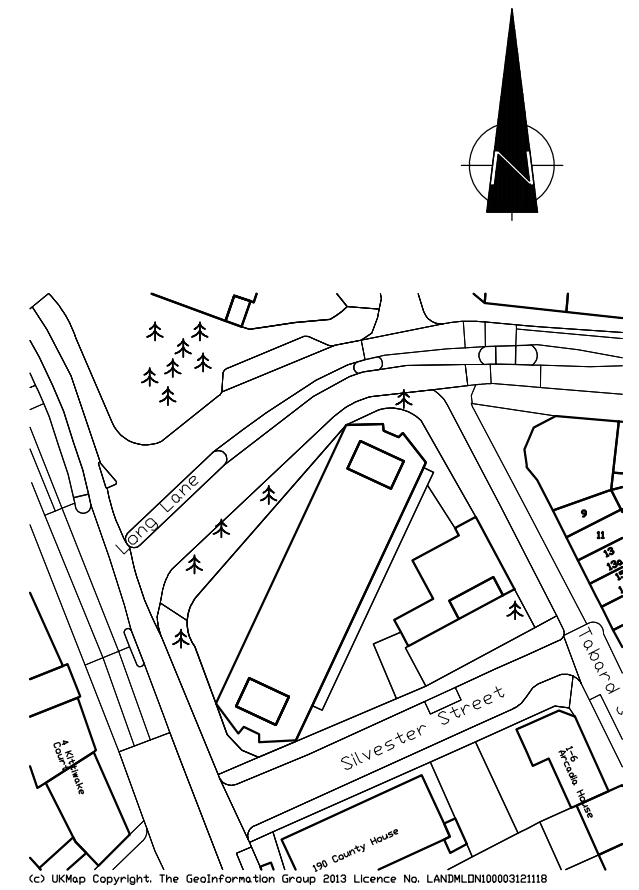 N
Long Lane
9
11
13
13a
Tabard
Silvester Street
4 Kittiwake
Court
1-6
Arcadia House
190 County House
(c) UKMap Copyright. The GeoInformation Group 2013 Licence No. LANDMLON100003121118